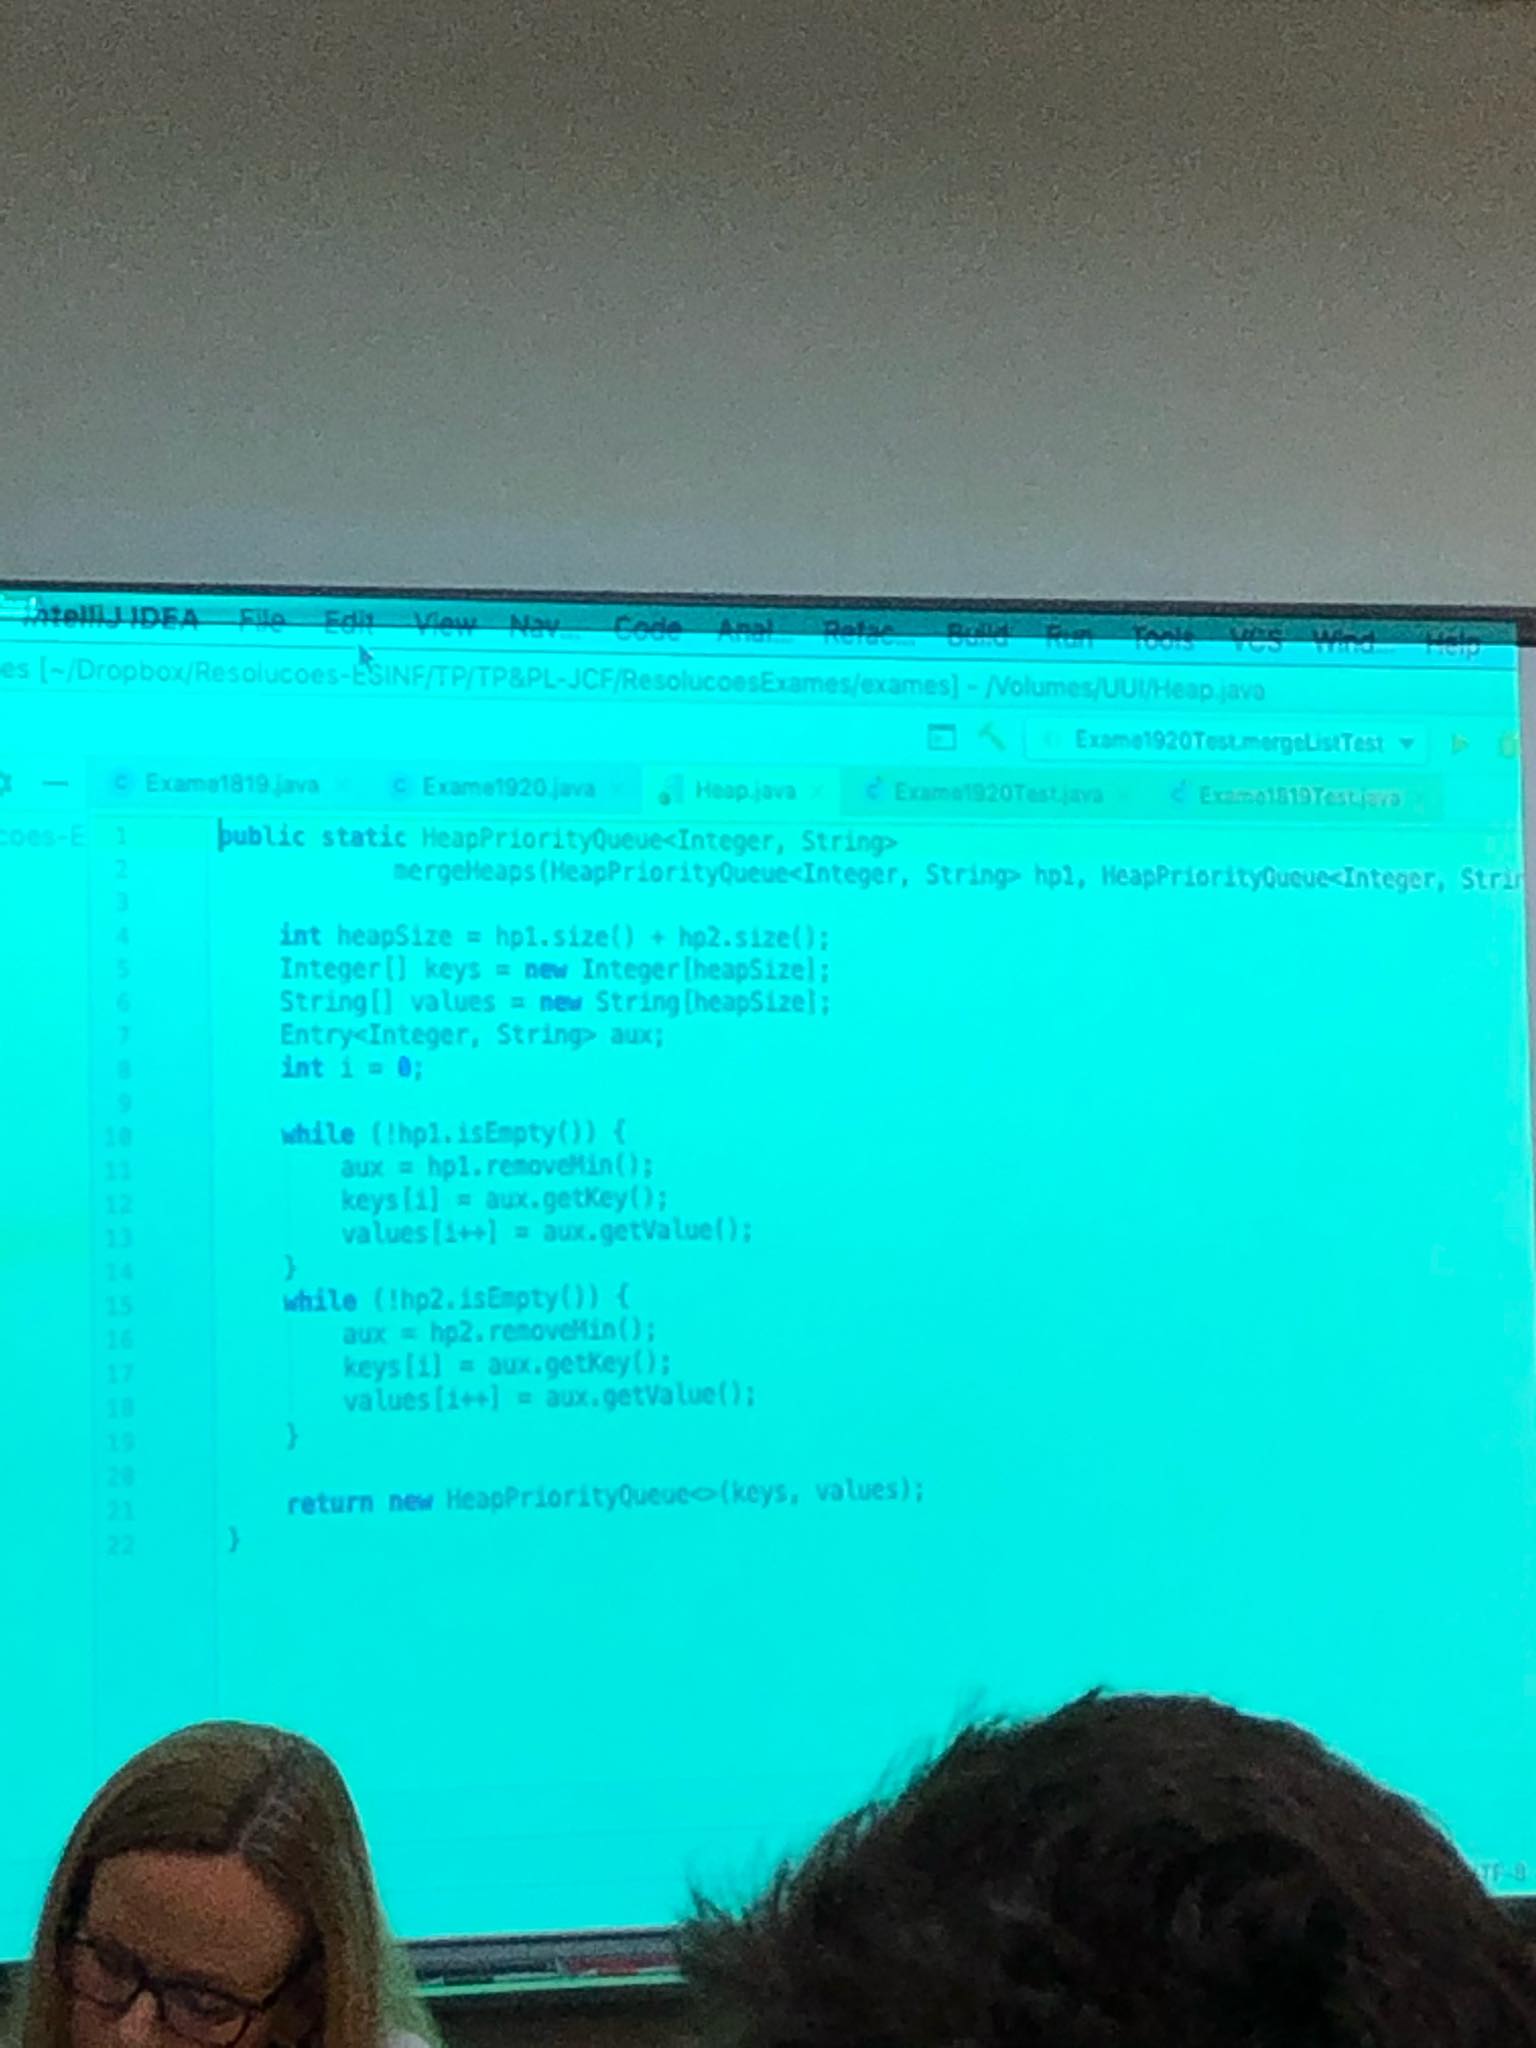 IntelliJ IDEA File Edit View Nav... Code Anal... Refac... Build Run Tools VCS Wind... Help
es [~/Dropbox/Resolucoes-ESINF/TP/TP&PL-JCF/ResolucoesExames/exames] - /Volumes/UUI/Heap.java
Exame1920Test.mergeListTest
Exame1819.java Exame1920.java Heap.java Exame1920Test.java Exame1819Test.java
coes-E
1 public static HeapPriorityQueue<Integer, String>
2 mergeHeaps(HeapPriorityQueue<Integer, String> hp1, HeapPriorityQueue<Integer, Strin
3
4 int heapSize = hp1.size() + hp2.size();
5 Integer[] keys = new Integer[heapSize];
6 String[] values = new String[heapSize];
7 Entry<Integer, String> aux;
8 int i = 0;
9
10 while (!hp1.isEmpty()) {
11 aux = hp1.removeMin();
12 keys[i] = aux.getKey();
13 values[i++] = aux.getValue();
14 }
15 while (!hp2.isEmpty()) {
16 aux = hp2.removeMin();
17 keys[i] = aux.getKey();
18 values[i++] = aux.getValue();
19 }
20
21 return new HeapPriorityQueue<>(keys, values);
22 }
TF-8